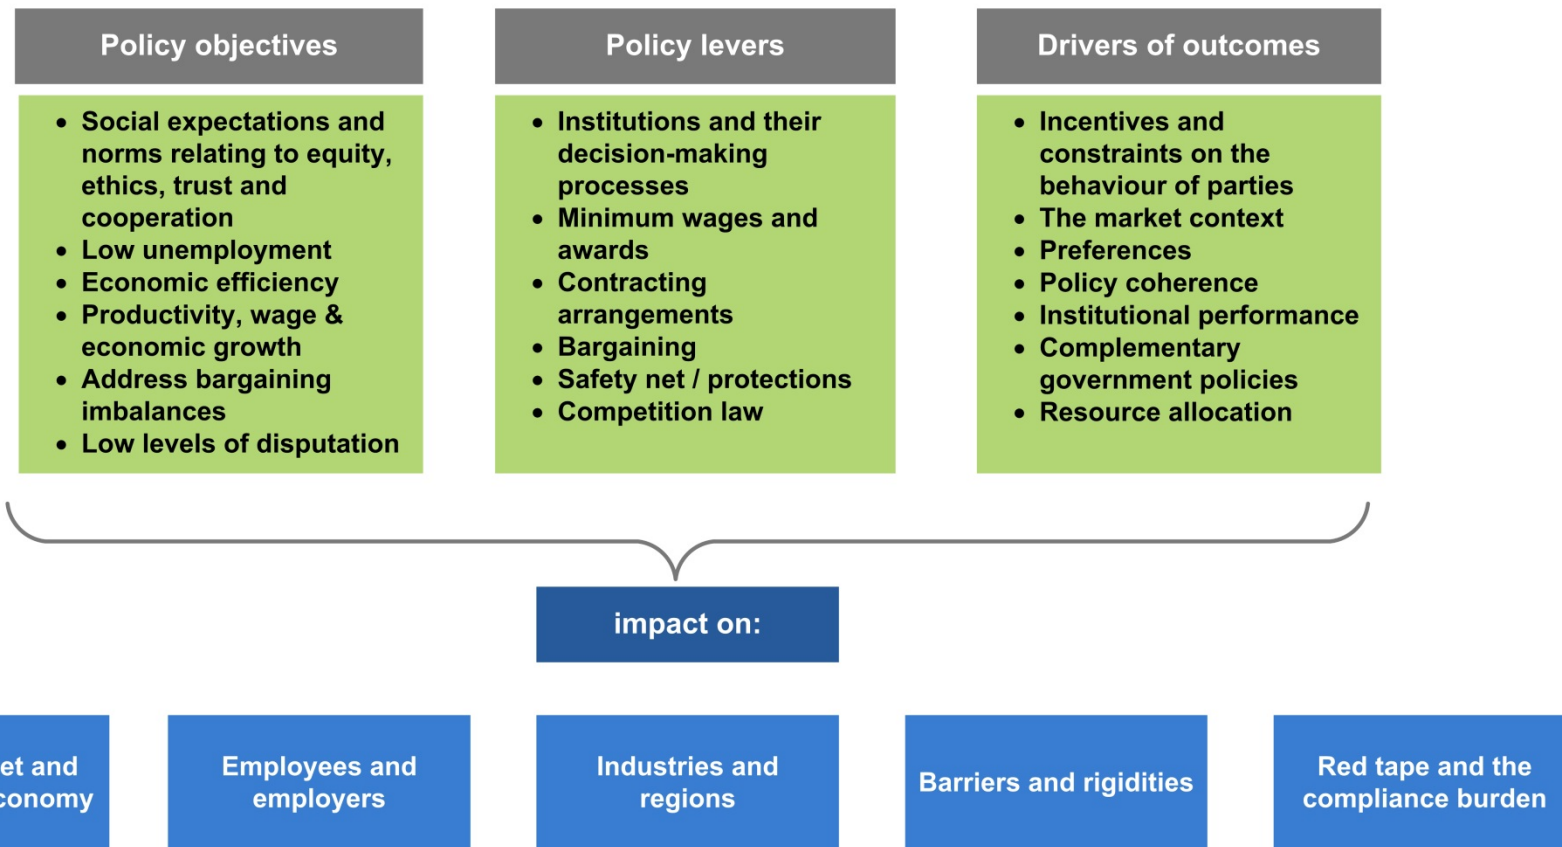 Policy objectives
• Social expectations and
norms relating to equity,
ethics, trust and
cooperation
• Low unemployment
• Economic efficiency
• Productivity, wage &
economic growth
• Address bargaining
imbalances
• Low levels of disputation
Policy levers
• Institutions and their
decision-making
processes
• Minimum wages and
awards
• Contracting
arrangements
• Bargaining
• Safety net / protections
• Competition law
Drivers of outcomes
• Incentives and
constraints on the
behaviour of parties
• The market context
• Preferences
• Policy coherence
• Institutional performance
• Complementary
government policies
• Resource allocation
impact on:
and
Employees and
employers
Industries and
regions
Barriers and rigidities
Red tape and the
compliance burden